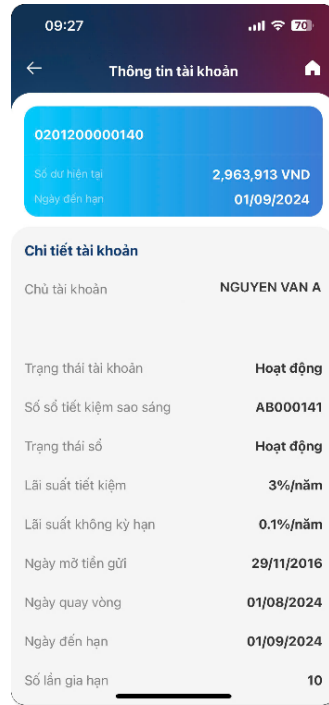 09:27 70
Thông tin tài khoản
0201200000140
Số dư hiện tại 2,963,913 VND
Ngày đến hạn 01/09/2024
Chi tiết tài khoản
Chủ tài khoản NGUYEN VAN A
Trạng thái tài khoản Hoạt động
Số sổ tiết kiệm sao sáng AB000141
Trạng thái sổ Hoạt động
Lãi suất tiết kiệm 3%/năm
Lãi suất không kỳ hạn 0.1%/năm
Ngày mở tiền gửi 29/11/2016
Ngày quay vòng 01/08/2024
Ngày đến hạn 01/09/2024
Số lần gia hạn 10